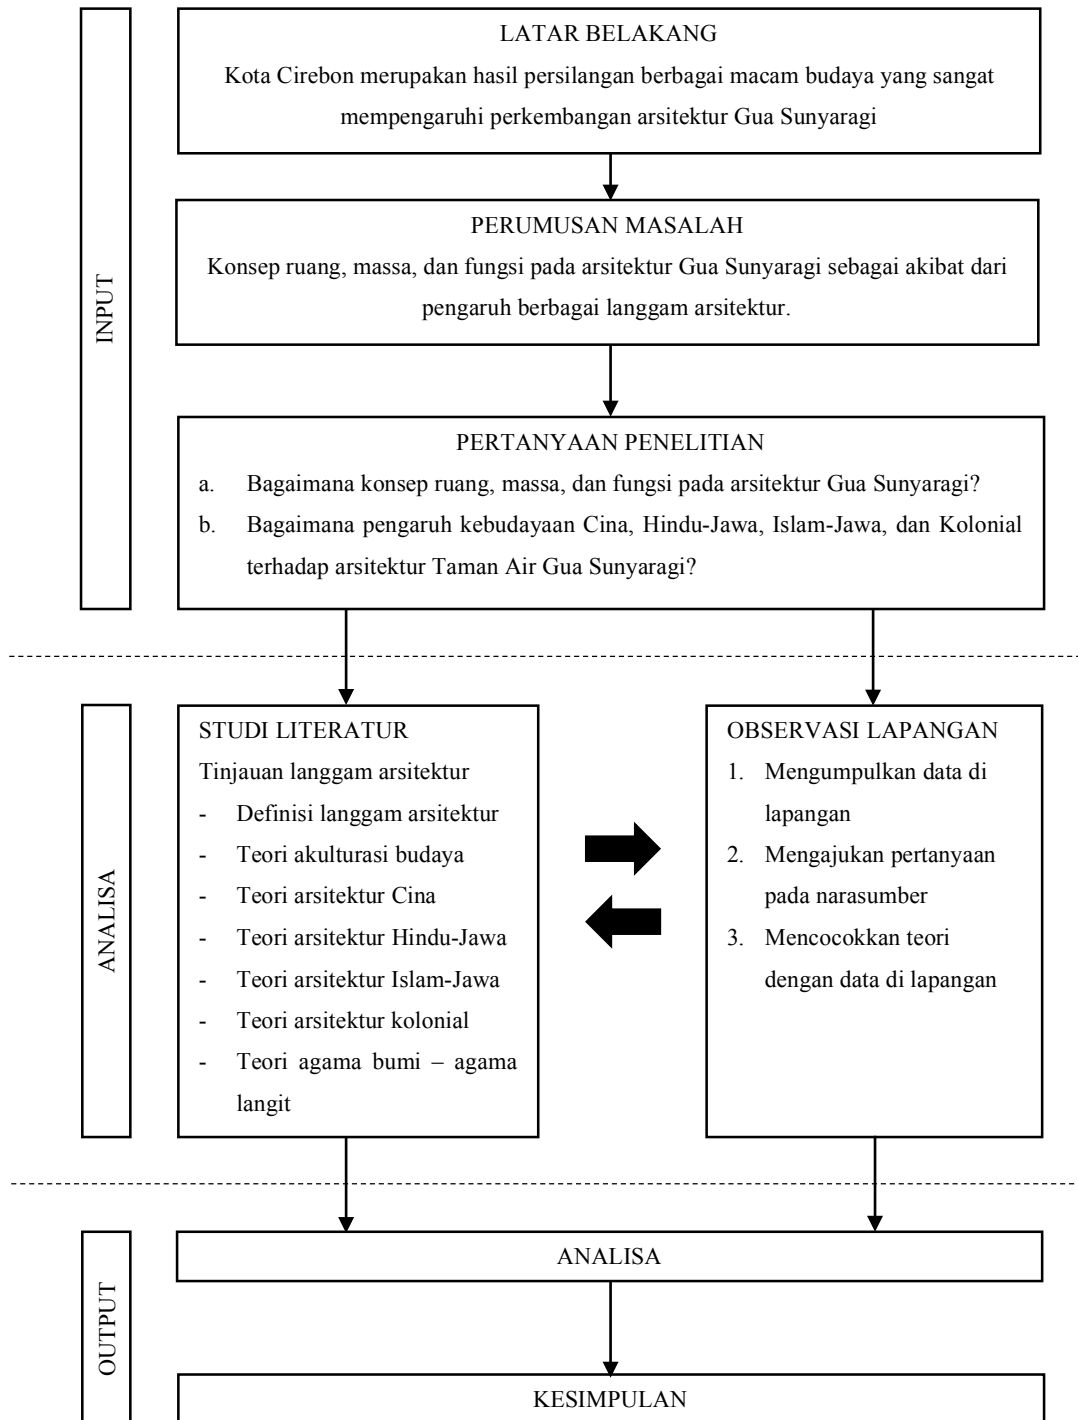 INPUT
LATAR BELAKANG
Kota Cirebon merupakan hasil persilangan berbagai macam budaya yang sangat
mempengaruhi perkembangan arsitektur Gua Sunyaragi
PERUMUSAN MASALAH
Konsep ruang, massa, dan fungsi pada arsitektur Gua Sunyaragi sebagai akibat dari
pengaruh berbagai langgam arsitektur.
PERTANYAAN PENELITIAN
a. Bagaimana konsep ruang, massa, dan fungsi pada arsitektur Gua Sunyaragi?
b. Bagaimana pengaruh kebudayaan Cina, Hindu-Jawa, Islam-Jawa, dan Kolonial
terhadap arsitektur Taman Air Gua Sunyaragi?
ANALISA
STUDI LITERATUR
Tinjauan langgam arsitektur
- Definisi langgam arsitektur
- Teori akulturasi budaya
- Teori arsitektur Cina
- Teori arsitektur Hindu-Jawa
- Teori arsitektur Islam-Jawa
- Teori arsitektur kolonial
- Teori agama bumi – agama
langit
OBSERVASI LAPANGAN
1. Mengumpulkan data di
lapangan
2. Mengajukan pertanyaan
pada narasumber
3. Mencocokkan teori
dengan data di lapangan
OUTPUT
ANALISA
KESIMPULAN